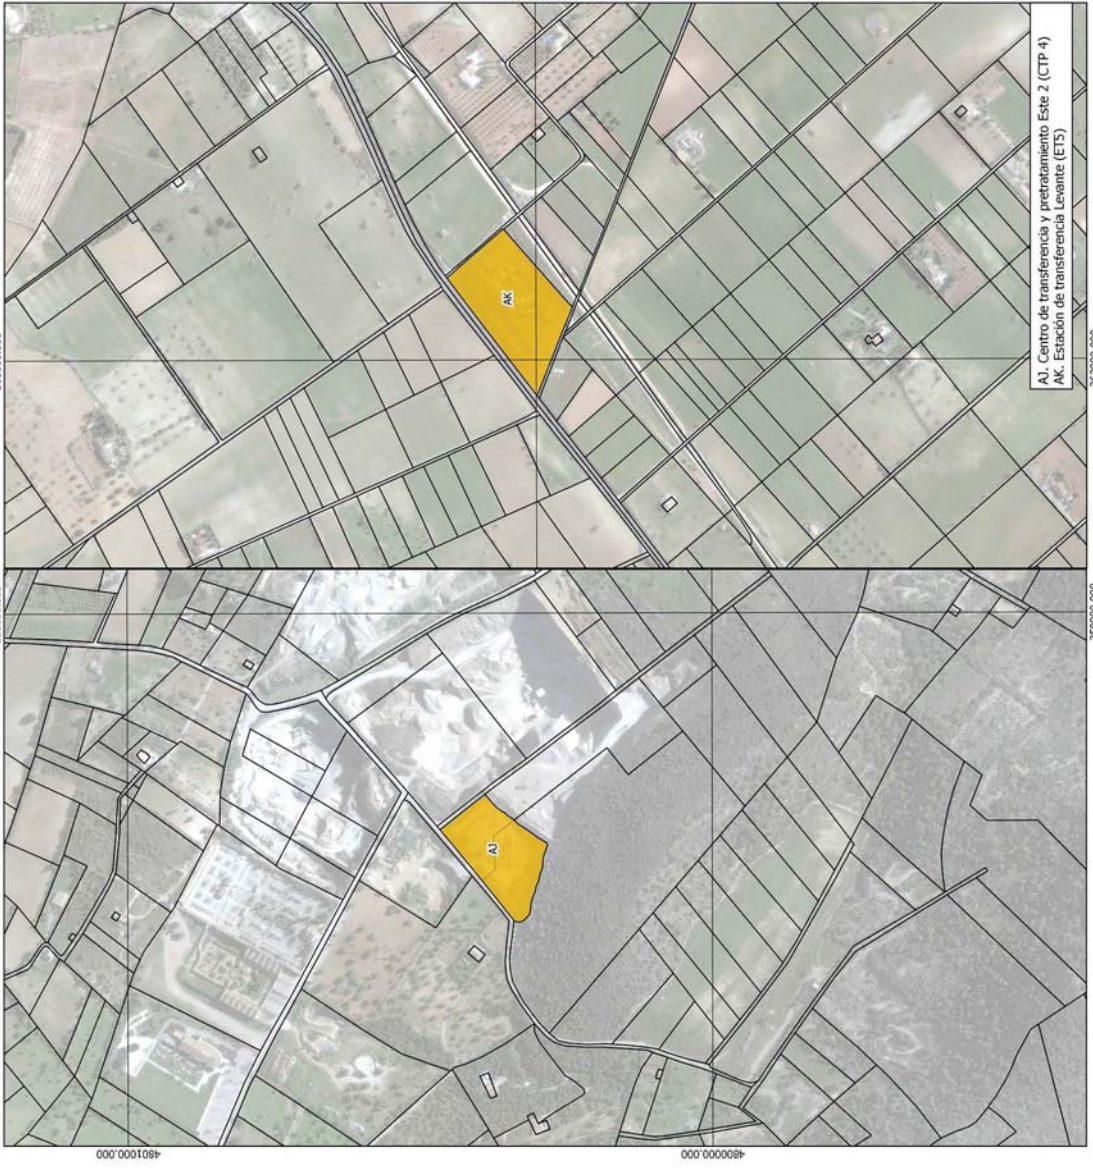 AK
AJ
AJ. Centro de transferencia y pretratamiento Este 2 (CTP 4)
AK. Estación de transferencia Levante (ET5)
4801000.000
4800000.000